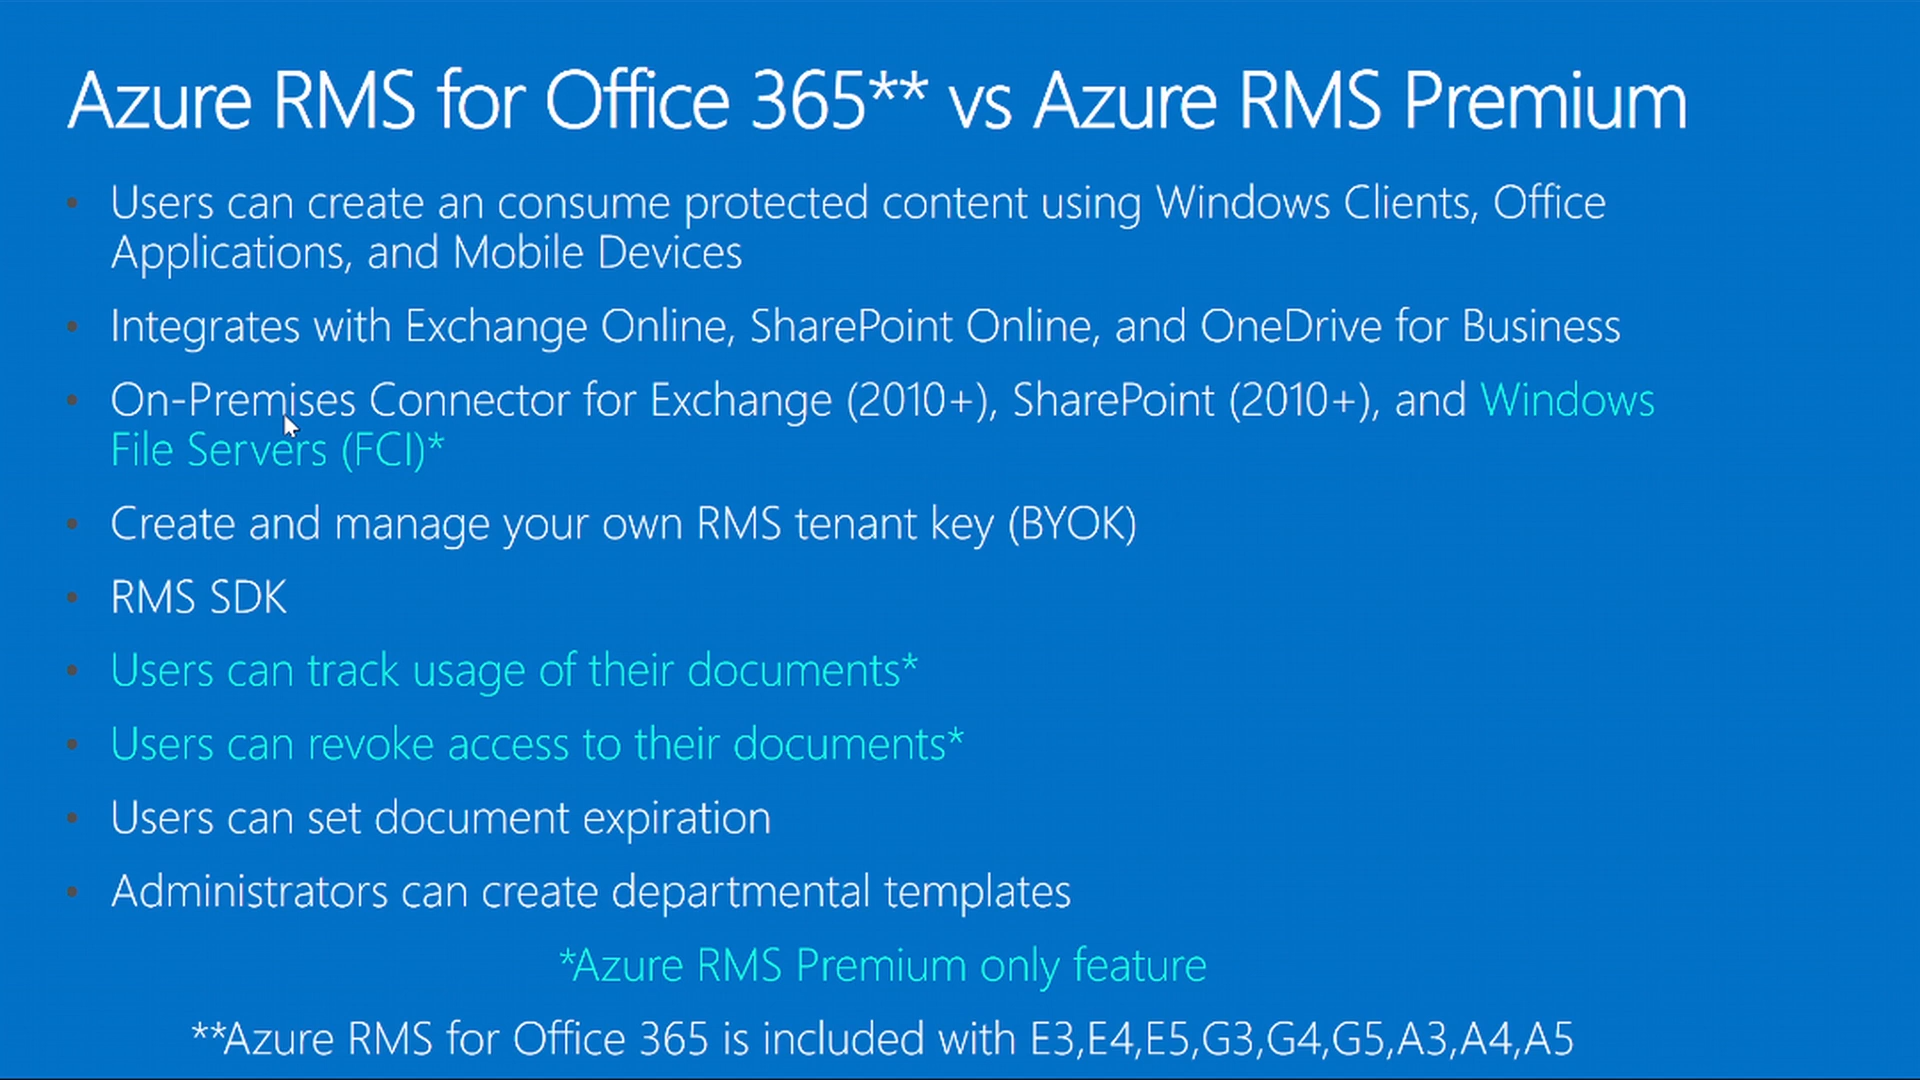 Azure RMS for Office 365** vs Azure RMS Premium
• Users can create an consume protected content using Windows Clients, Office
Applications, and Mobile Devices
• Integrates with Exchange Online, SharePoint Online, and OneDrive for Business
• On-Premises Connector for Exchange (2010+), SharePoint (2010+), and Windows
File Servers (FCI)*
• Create and manage your own RMS tenant key (BYOK)
• RMS SDK
• Users can track usage of their documents*
• Users can revoke access to their documents*
• Users can set document expiration
• Administrators can create departmental templates
*Azure RMS Premium only feature
**Azure RMS for Office 365 is included with E3,E4,E5,G3,G4,G5,A3,A4,A5